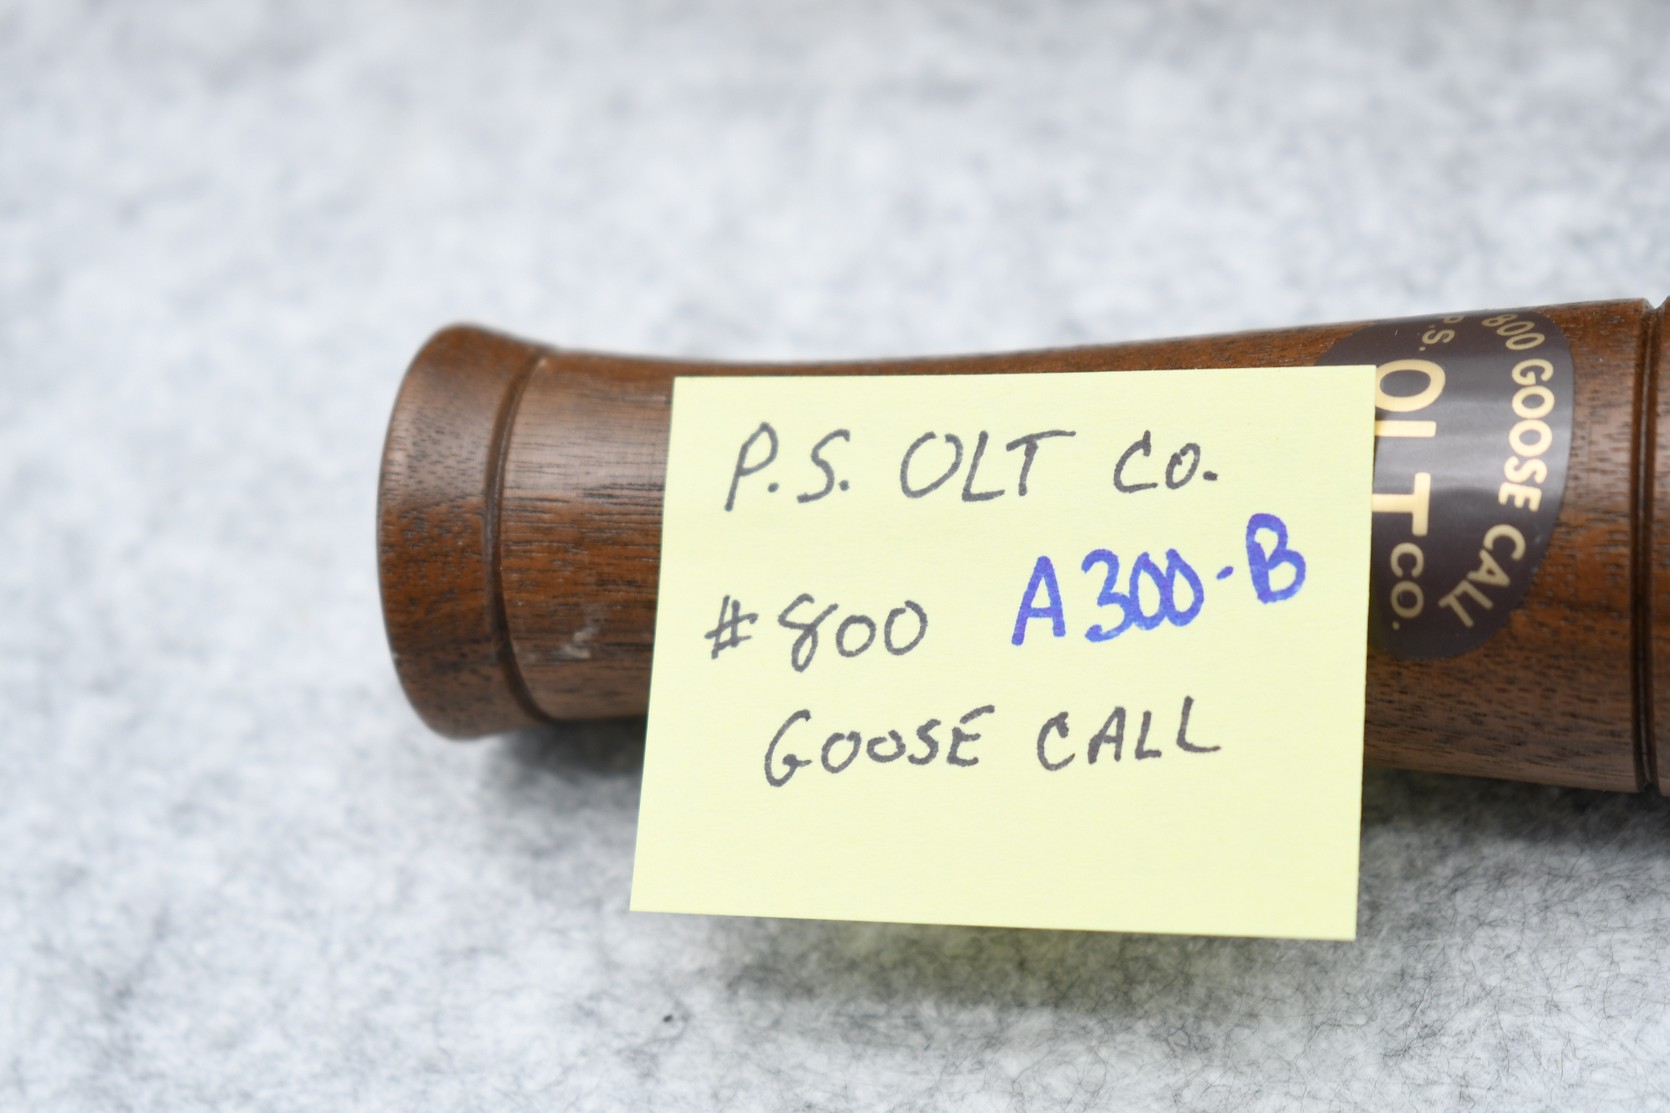 P.S. OLT CO.
#800 A300-B
GOOSE CALL
800 GOOSE CALL
P.S.
OLT
CO.